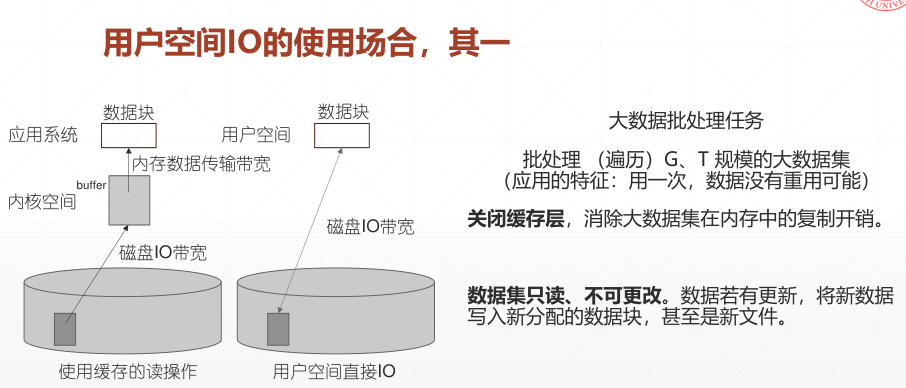 用户空间IO的使用场合，其一
数据块
应用系统
内存数据传输带宽
buffer
内核空间
磁盘IO带宽
使用缓存的读操作
数据块
用户空间
磁盘IO带宽
用户空间直接IO
大数据批处理任务
批处理 （遍历）G、T 规模的大数据集
（应用的特征：用一次，数据没有重用可能）
关闭缓存层，消除大数据集在内存中的复制开销。
数据集只读、不可更改。数据若有更新，将新数据
写入新分配的数据块，甚至是新文件。